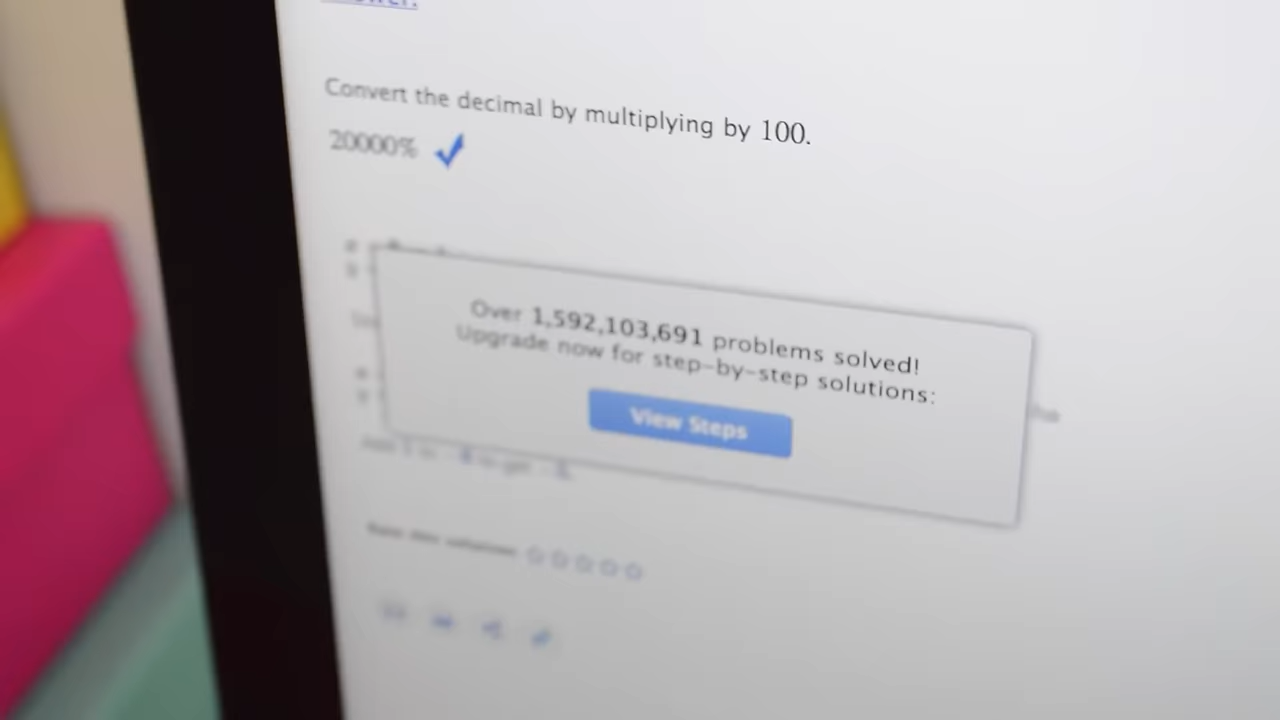 Convert the decimal by multiplying by 100.
20000%
Over 1,592,103,691 problems solved!
Upgrade now for step-by-step solutions:
View Steps